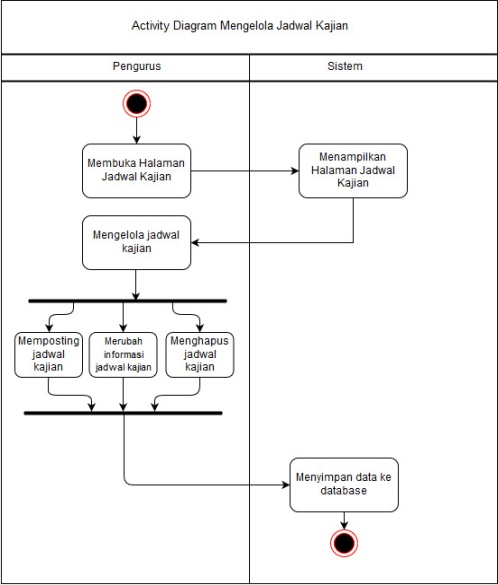 Activity Diagram Mengelola Jadwal Kajian
Pengurus
Sistem
Membuka Halaman
Jadwal Kajian
Menampilkan
Halaman Jadwal
Kajian
Mengelola jadwal
kajian
Memposting
jadwal
kajian
Merubah
informasi
jadwal kajian
Menghapus
jadwal
kajian
Menyimpan data ke
database